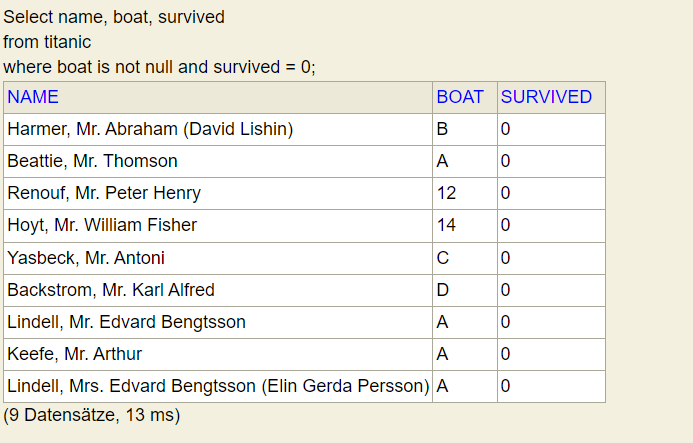 Select name, boat, survived
from titanic
where boat is not null and survived = 0;
NAME BOAT SURVIVED
Harmer, Mr. Abraham (David Lishin) B 0
Beattie, Mr. Thomson A 0
Renouf, Mr. Peter Henry 12 0
Hoyt, Mr. William Fisher 14 0
Yasbeck, Mr. Antoni C 0
Backstrom, Mr. Karl Alfred D 0
Lindell, Mr. Edvard Bengtsson A 0
Keefe, Mr. Arthur A 0
Lindell, Mrs. Edvard Bengtsson (Elin Gerda Persson) A 0
(9 Datensätze, 13 ms)